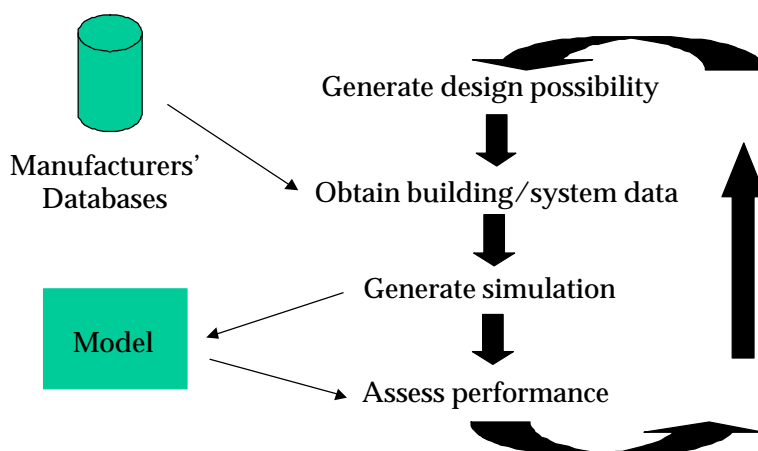 Generate design possibility
Manufacturers’
Databases
Obtain building/system data
Generate simulation
Model
Assess performance